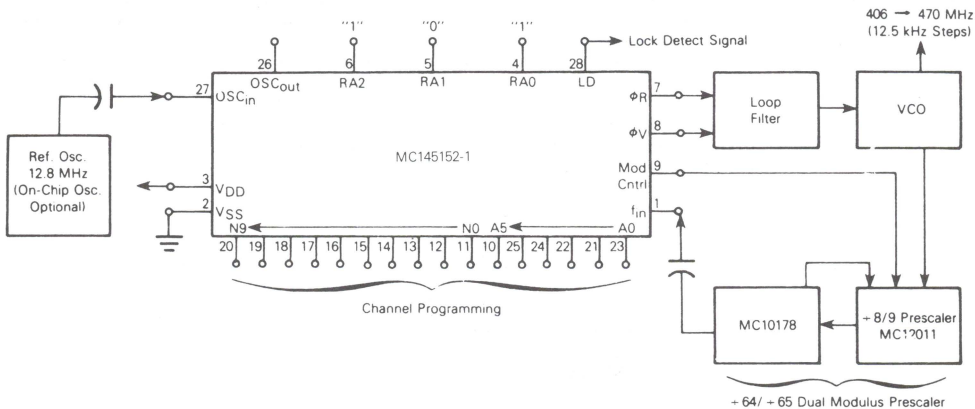 406 → 470 MHz
(12.5 kHz Steps)
"1"
"0"
"1"
Lock Detect Signal
26
6
5
4
28
OSCout
RA2
RA1
RA0
LD
27
OSCin
Ref. Osc.
12.8 MHz
(On-Chip Osc.
Optional)
MC145152-1
3
VDD
2
VSS
ϕR
7
ϕV
8
Mod
Cntrl
9
fin
1
Loop
Filter
VCO
N9
N0
A5
A0
20 19 18 17 16 15 14 13 12 11 10 25 24 22 21 23
Channel Programming
MC10178
÷8/9 Prescaler
MC12011
÷64/÷65 Dual Modulus Prescaler